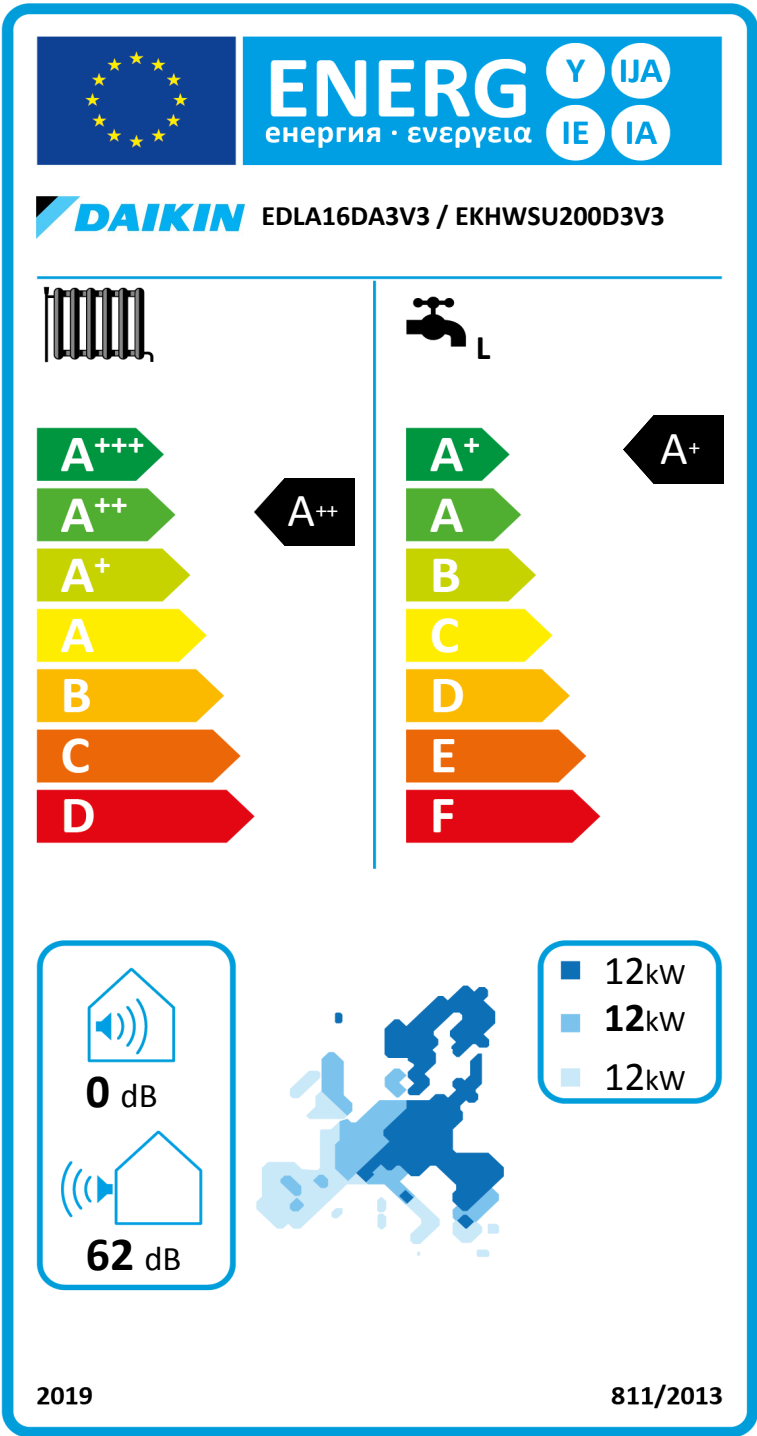 ENERG
енергия · ενεργεια
Y IJA
IE IA
DAIKIN EDLA16DA3V3 / EKHWSU200D3V3
L
A+++
A++
A+
A
B
C
D
A++
A+
A
B
C
D
E
F
A+
0 dB
62 dB
12kW
12kW
12kW
2019
811/2013